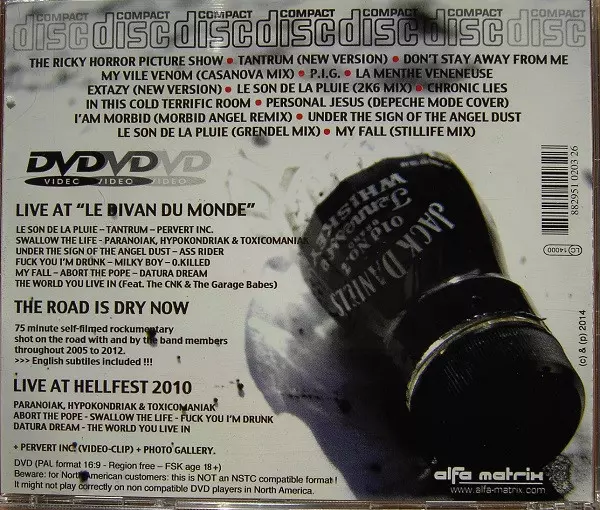 COMPACT COMPACT COMPACT COMPACT COMPACT COMPACT COMPACT
disc disc disc disc disc disc disc
THE RICKY HORROR PICTURE SHOW • TANTRUM (NEW VERSION) • DON'T STAY AWAY FROM ME
MY VILE VENOM (CASANOVA MIX) • P.I.G. • LA MENTHE VENENEUSE
EXTAZY (NEW VERSION) • LE SON DE LA PLUIE (2K6 MIX) • CHRONIC LIES
IN THIS COLD TERRIFIC ROOM • PERSONAL JESUS (DEPECHE MODE COVER)
I'AM MORBID (MORBID ANGEL REMIX) • UNDER THE SIGN OF THE ANGEL DUST
LE SON DE LA PLUIE (GRENDEL MIX) • MY FALL (STILLIFE MIX)
DVD DVD DVD
VIDEO VIDEO VIDEO
LIVE AT "LE DIVAN DU MONDE"
LE SON DE LA PLUIE – TANTRUM – PERVERT INC.
SWALLOW THE LIFE - PARANOIAK, HYPOKONDRIAK & TOXICOMANIAK
UNDER THE SIGN OF THE ANGEL DUST – ASS RIDER
FUCK YOU I'M DRUNK – MILKY BOY – O.KILLED
MY FALL – ABORT THE POPE – DATURA DREAM
THE WORLD YOU LIVE IN (Feat. The CNK & The Garage Babes)
THE ROAD IS DRY NOW
75 minute self-filmed rockumentary
shot on the road with and by the band members
throughout 2005 to 2012.
>>> English subtiles included !!!
LIVE AT HELLFEST 2010
PARANOIAK, HYPOKONDRIAK & TOXICOMANIAK
ABORT THE POPE - SWALLOW THE LIFE - FUCK YOU I'M DRUNK
DATURA DREAM - THE WORLD YOU LIVE IN
+ PERVERT INC. (VIDEO-CLIP) + PHOTO GALLERY.
DVD (PAL format 16:9 - Region free – FSK age 18+)
Beware: for North American customers: this is NOT an NSTC compatible format !
It might not play correctly on non compatible DVD players in North America.
JACK DANIEL'S
OLD No.
Tennessee
WHISKEY
882951 0203 26
LC 14000
(c) & (p) 2014
alfa matrix
www.alfa-matrix.com